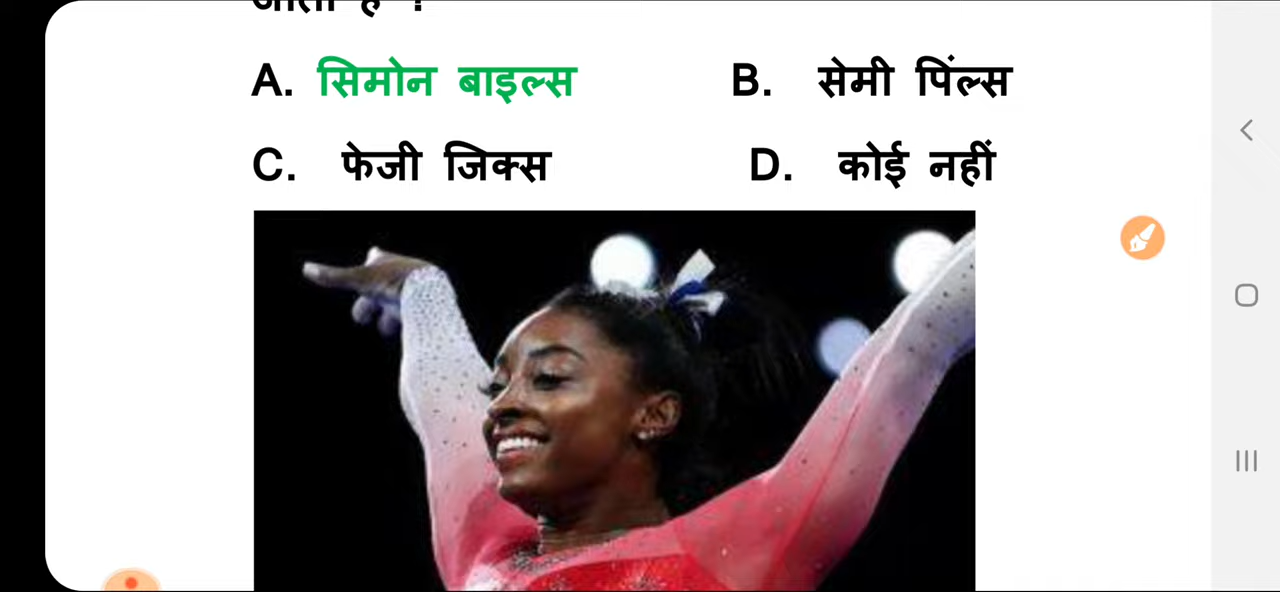 A. सिमोन बाइल्स B. सेमी पिंल्स
C. फेजी जिक्स D. कोई नहीं